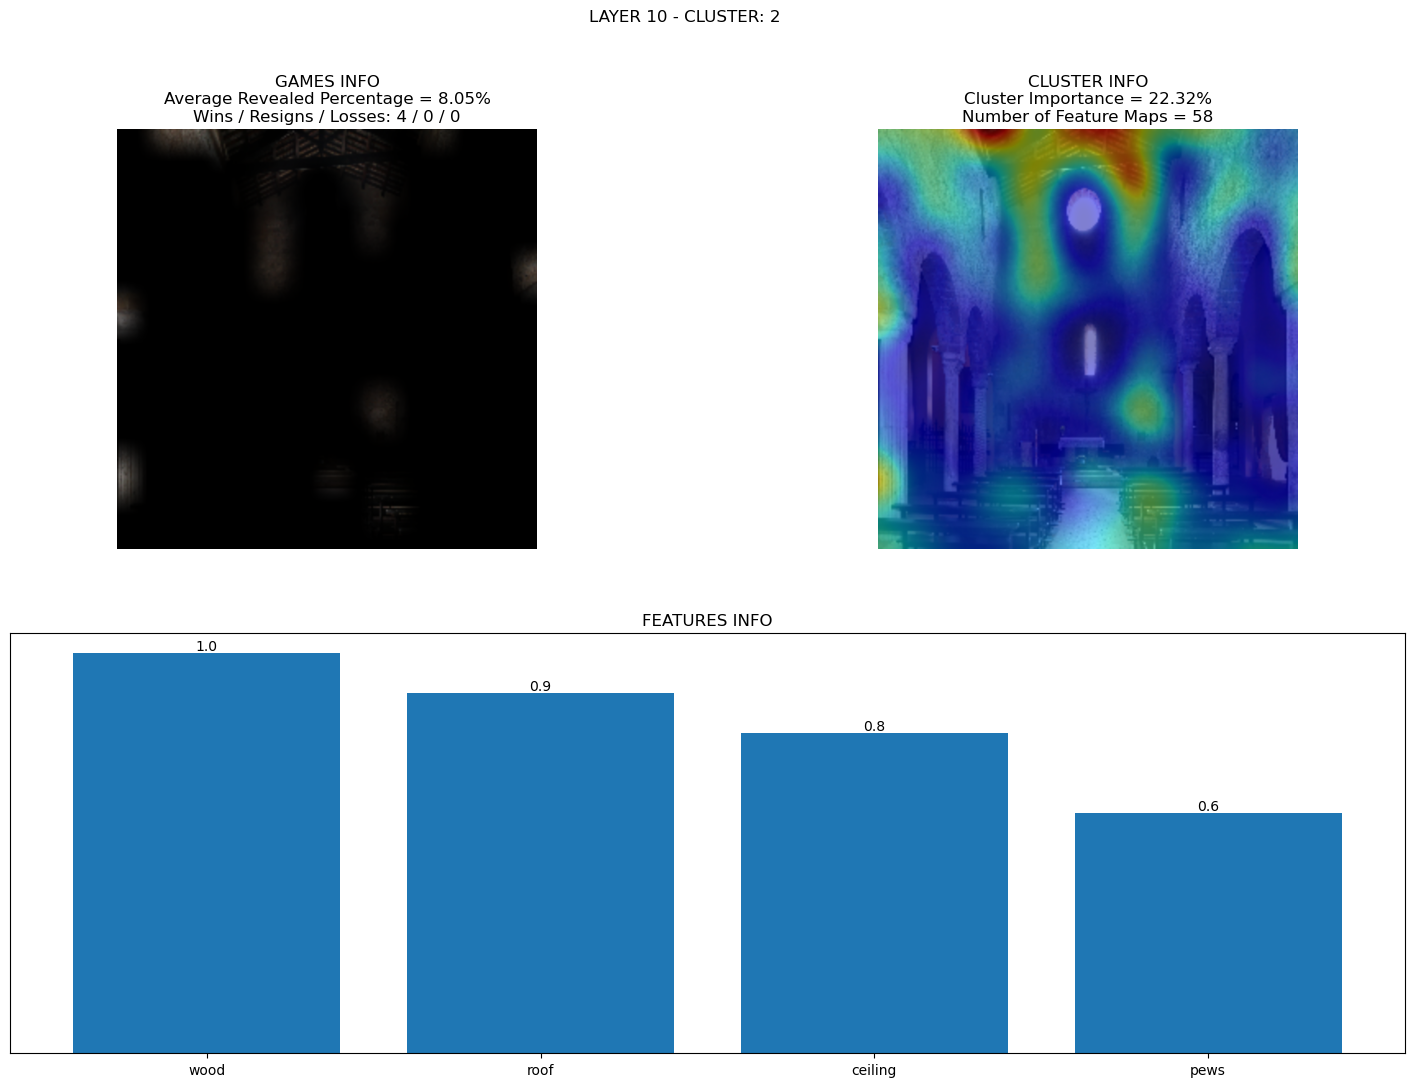 LAYER 10 - CLUSTER: 2
GAMES INFO
Average Revealed Percentage = 8.05%
Wins / Resigns / Losses: 4 / 0 / 0
CLUSTER INFO
Cluster Importance = 22.32%
Number of Feature Maps = 58
FEATURES INFO
1.0
0.9
0.8
0.6
wood
roof
ceiling
pews